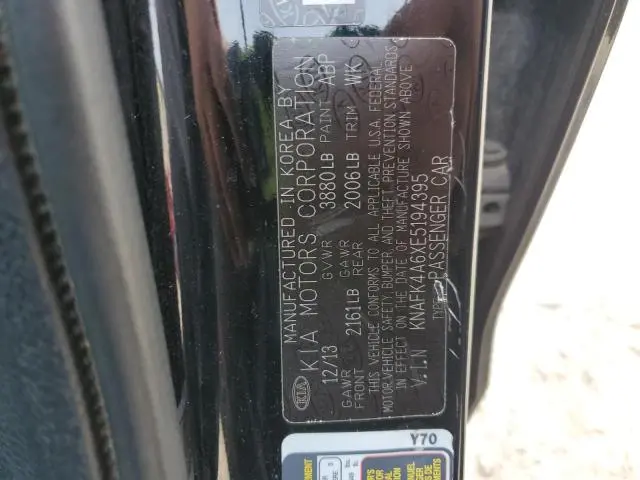 KIA
MANUFACTURED IN KOREA BY
KIA MOTORS CORPORATION
12/13 GVWR 3880LB PAINT ABP
GAWR FRONT 2161LB GAWR REAR 2006LB TRIM WK
THIS VEHICLE CONFORMS TO ALL APPLICABLE U.S.A. FEDERAL
MOTOR VEHICLE SAFETY, BUMPER, AND THEFT PREVENTION STANDARDS
IN EFFECT ON THE DATE OF MANUFACTURE SHOWN ABOVE
V.I.N KNAFK4A6XE5194395
TYPE: PASSENGER CAR
Y70